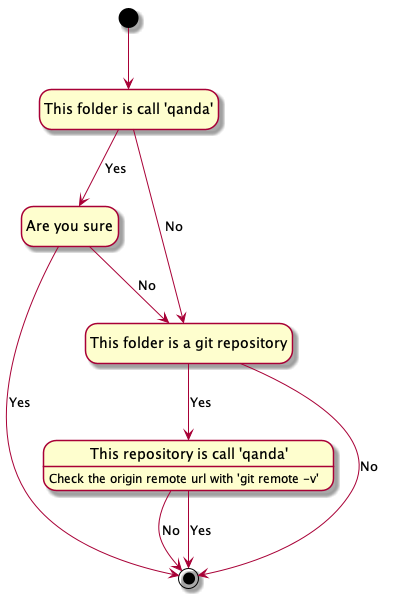 This folder is call 'qanda'
Yes
No
Are you sure
No
This folder is a git repository
Yes
Yes
This repository is call 'qanda'
Check the origin remote url with 'git remote -v'
No
No
Yes